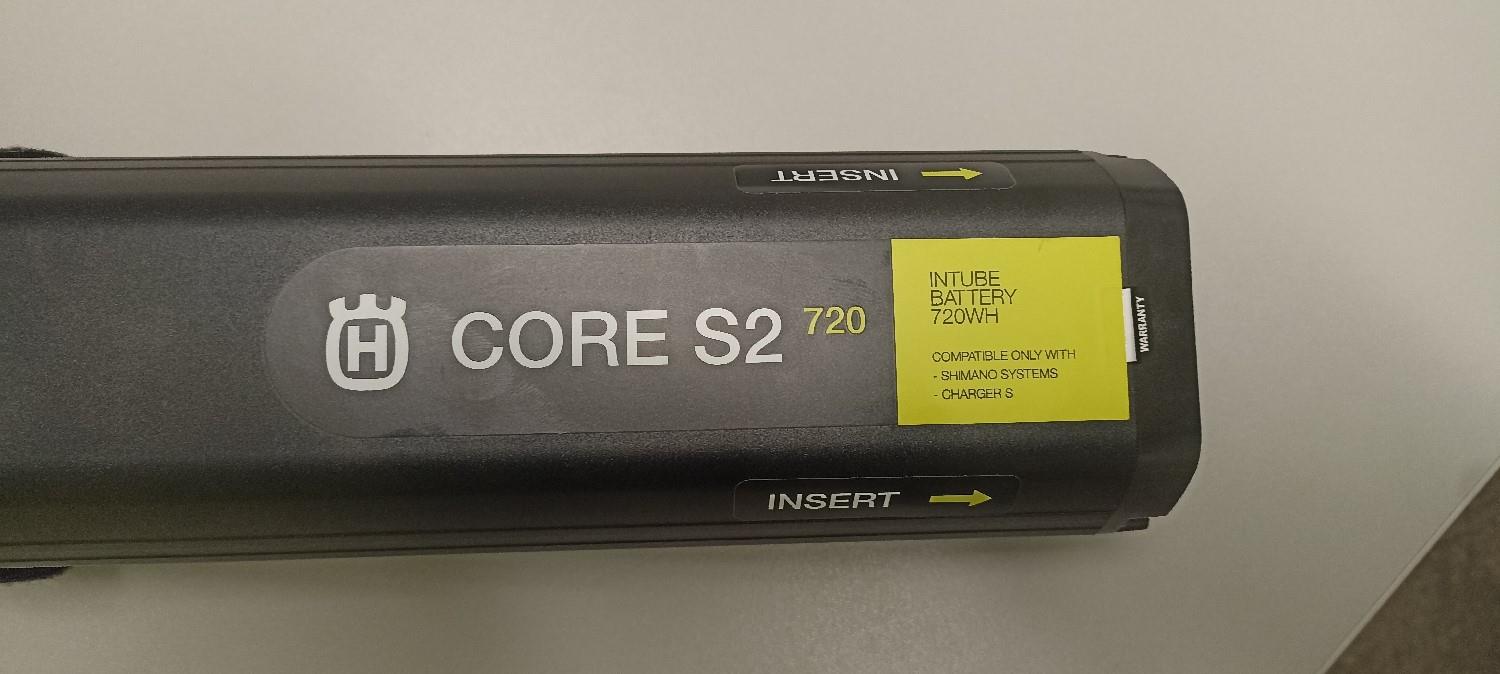 INSERT
H
CORE S2 720
INTUBE
BATTERY
720WH
COMPATIBLE ONLY WITH
- SHIMANO SYSTEMS
- CHARGER S
WARRANTY
INSERT